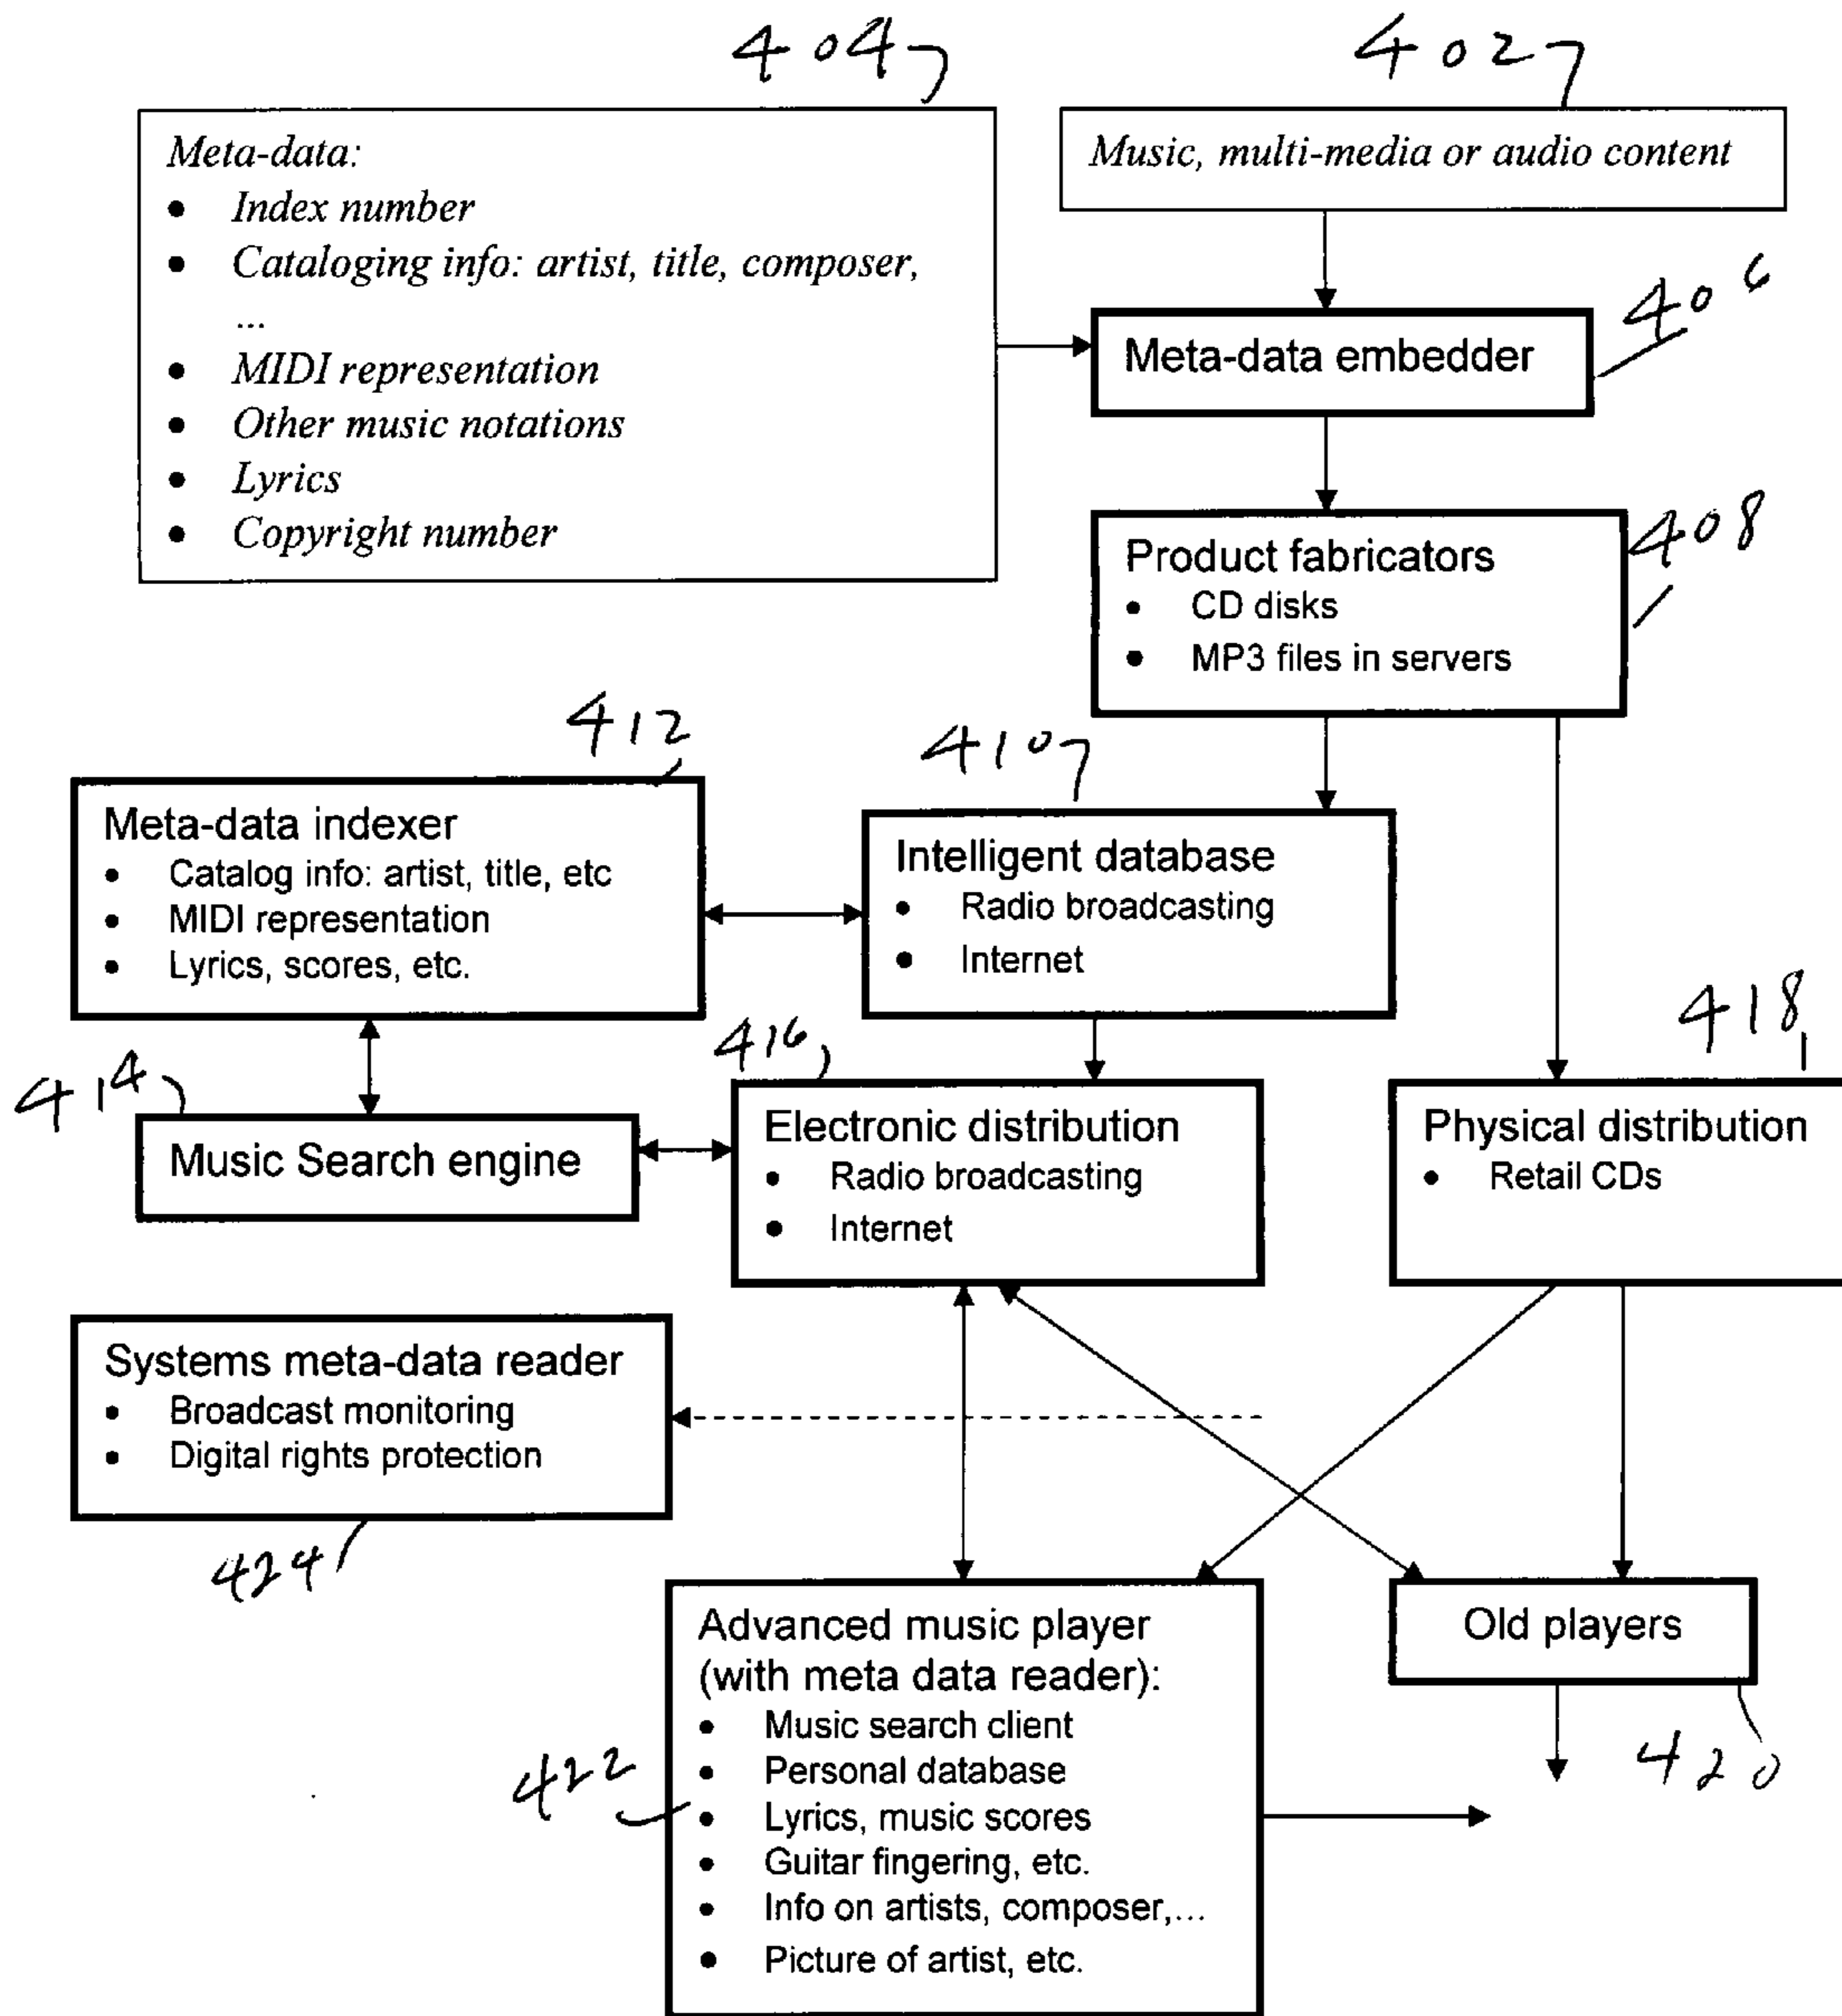 404
402
Meta-data:
• Index number
• Cataloging info: artist, title, composer,
...
• MIDI representation
• Other music notations
• Lyrics
• Copyright number
Music, multi-media or audio content
406
Meta-data embedder
408
Product fabricators
• CD disks
• MP3 files in servers
412
410
Meta-data indexer
• Catalog info: artist, title, etc
• MIDI representation
• Lyrics, scores, etc.
Intelligent database
• Radio broadcasting
• Internet
414
416
418
Music Search engine
Electronic distribution
• Radio broadcasting
• Internet
Physical distribution
• Retail CDs
Systems meta-data reader
• Broadcast monitoring
• Digital rights protection
424
Advanced music player
(with meta data reader):
• Music search client
• Personal database
• Lyrics, music scores
• Guitar fingering, etc.
• Info on artists, composer,...
• Picture of artist, etc.
422
Old players
420